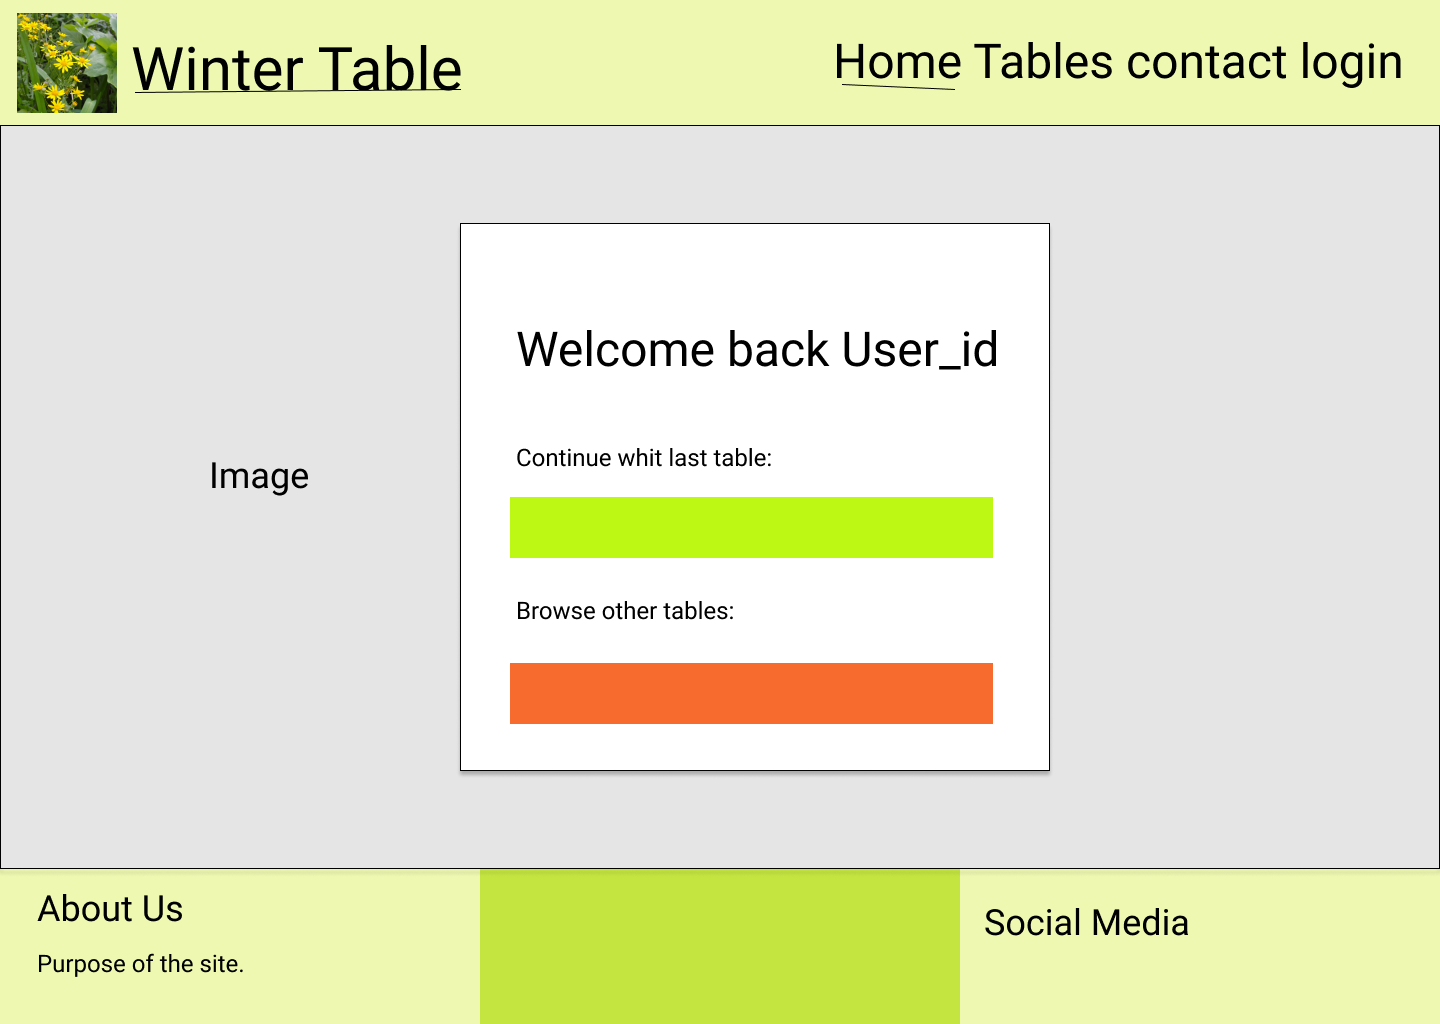 Winter Table
Home Tables contact login
Welcome back User_id
Image
Continue whit last table:
Browse other tables:
About Us
Purpose of the site.
Social Media